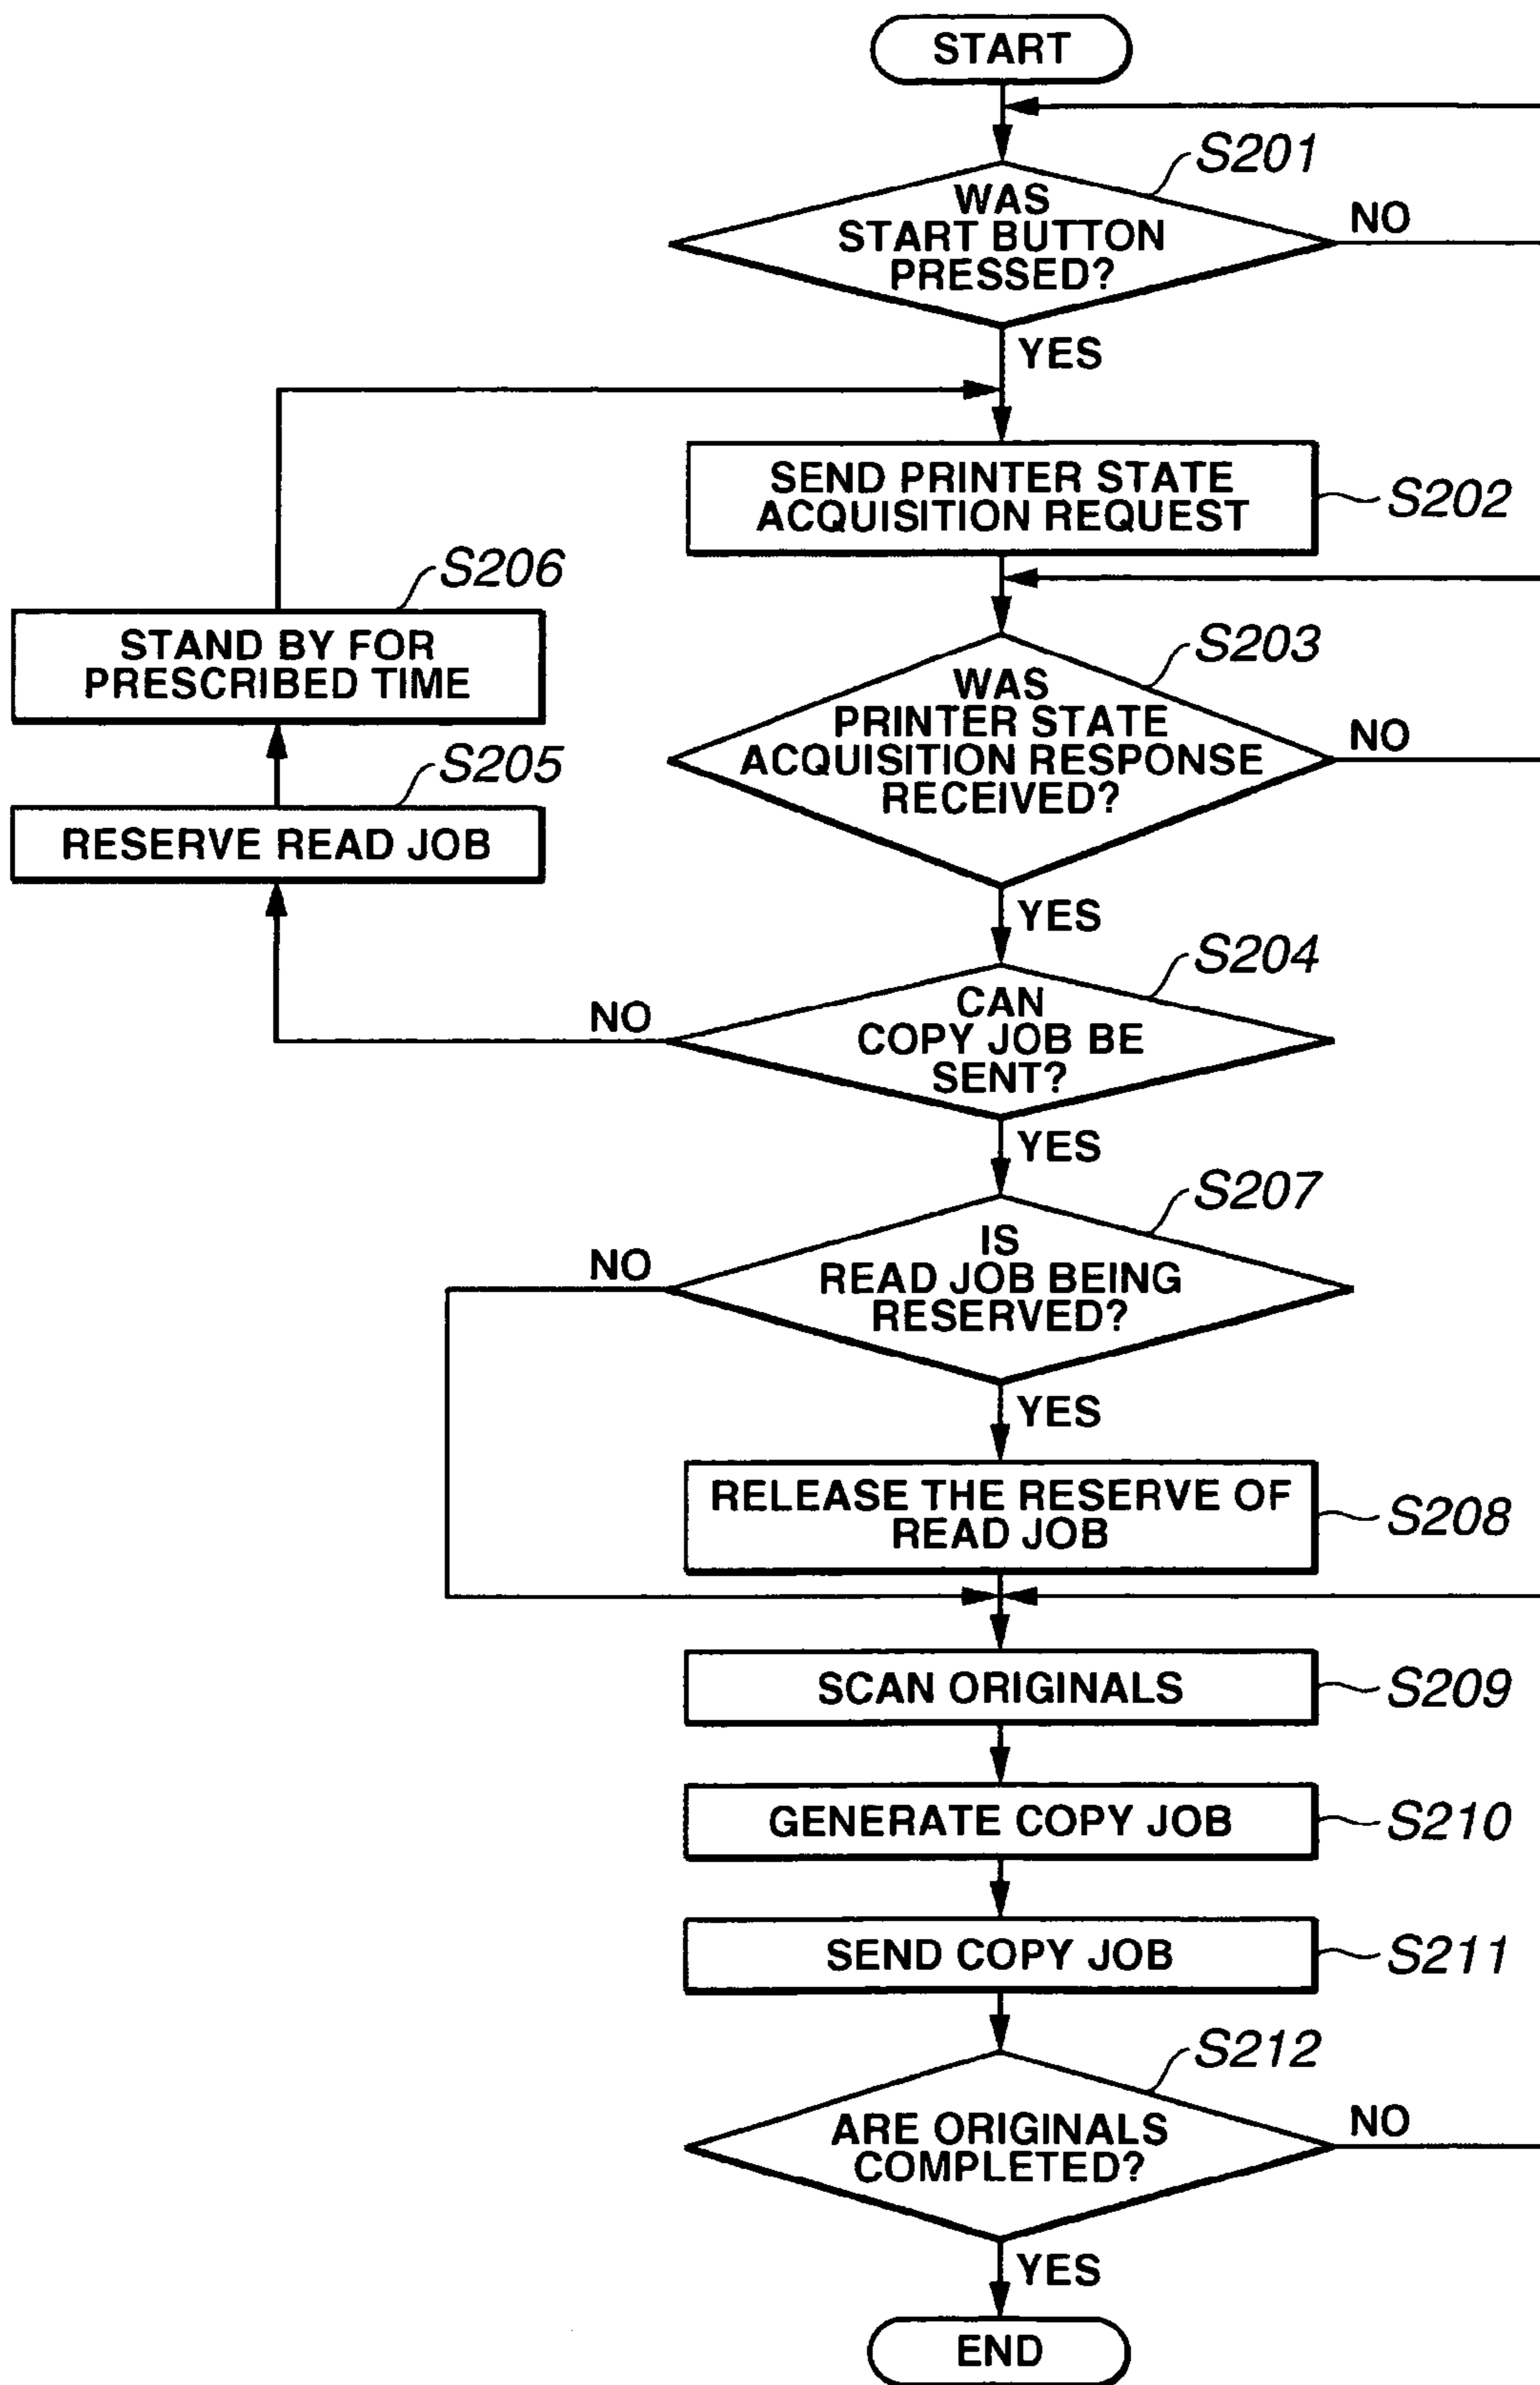 START
S201
WAS
START BUTTON
PRESSED?
NO
YES
SEND PRINTER STATE
ACQUISITION REQUEST
S202
S206
STAND BY FOR
PRESCRIBED TIME
S203
WAS
PRINTER STATE
ACQUISITION RESPONSE
RECEIVED?
NO
S205
RESERVE READ JOB
YES
S204
CAN
COPY JOB BE
SENT?
NO
YES
S207
IS
READ JOB BEING
RESERVED?
NO
YES
RELEASE THE RESERVE OF
READ JOB
S208
SCAN ORIGINALS
S209
GENERATE COPY JOB
S210
SEND COPY JOB
S211
S212
ARE ORIGINALS
COMPLETED?
NO
YES
END